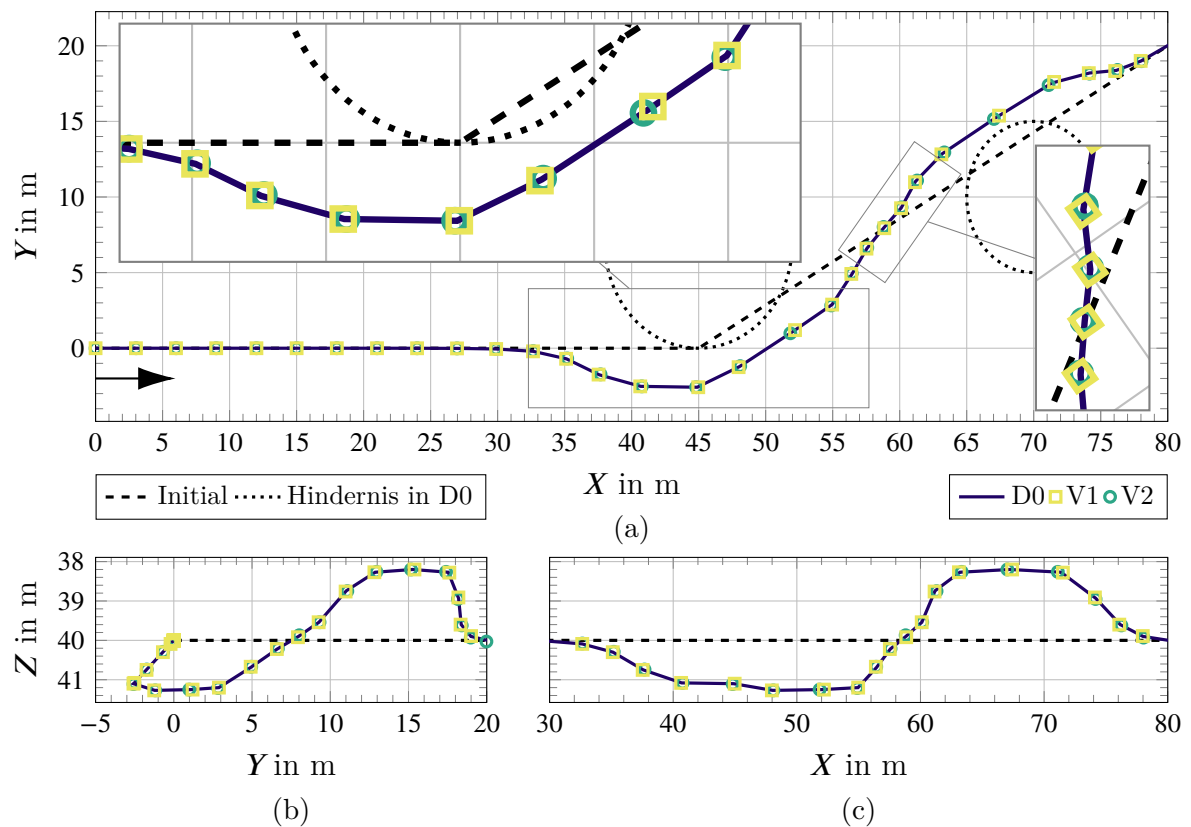 20
15
10
5
0
Y in m
0 5 10 15 20 25 30 35 40 45 50 55 60 65 70 75 80
X in m
Initial Hindernis in D0
D0 V1 V2
(a)
38
39
40
41
Z in m
−5 0 5 10 15 20
Y in m
(b)
30 40 50 60 70 80
X in m
(c)